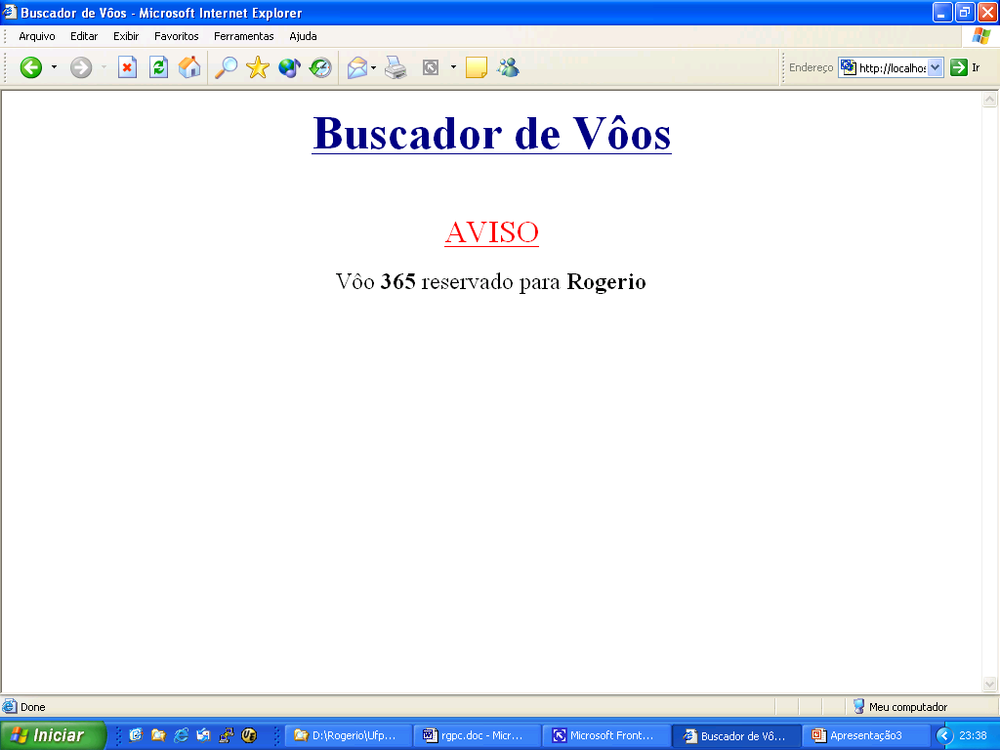 Buscador de Vôos - Microsoft Internet Explorer
Arquivo Editar Exibir Favoritos Ferramentas Ajuda
Endereço http://localhos Ir
Buscador de Vôos
AVISO
Vôo 365 reservado para Rogerio
Done Meu computador
Iniciar D:\Rogerio\Ufp... rgpc.doc - Micr... Microsoft Front... Buscador de Vô... Apresentação3 23:38